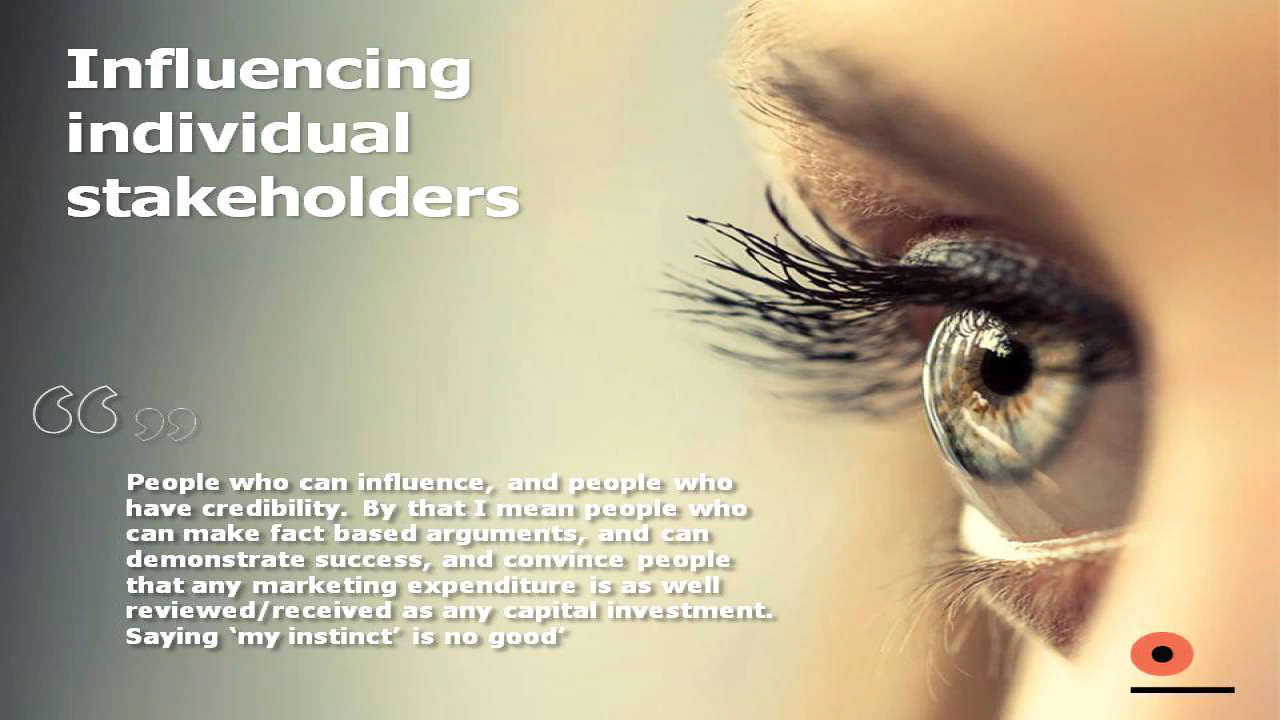 Influencing
individual
stakeholders
“ ”
People who can influence, and people who
have credibility. By that I mean people who
can make fact based arguments, and can
demonstrate success, and convince people
that any marketing expenditure is as well
reviewed/received as any capital investment.
Saying ‘my instinct’ is no good’